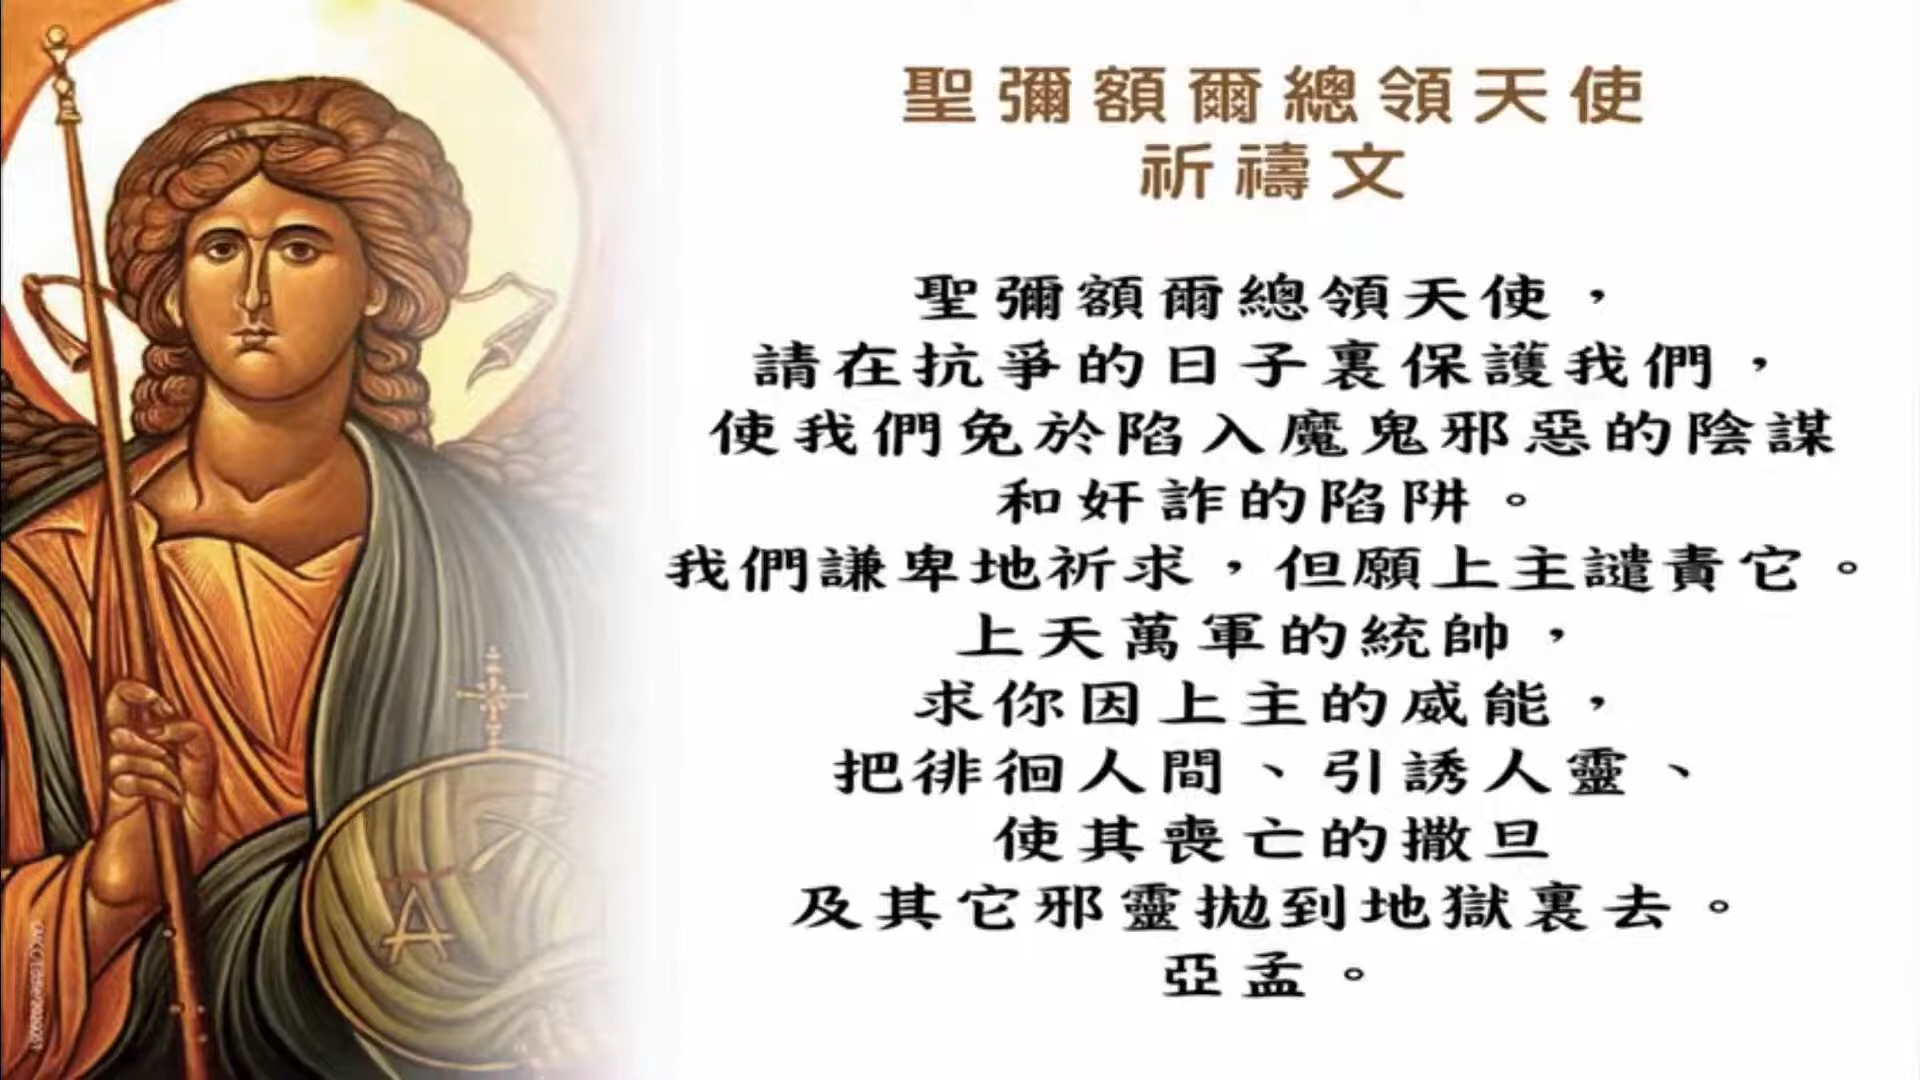 聖彌額爾總領天使
祈禱文
聖彌額爾總領天使，
請在抗爭的日子裏保護我們，
使我們免於陷入魔鬼邪惡的陰謀
和奸詐的陷阱。
我們謙卑地祈求，但願上主譴責它。
上天萬軍的統帥，
求你因上主的威能，
把徘徊人間、引誘人靈、
使其喪亡的撒旦
及其它邪靈拋到地獄裏去。
亞孟。
A